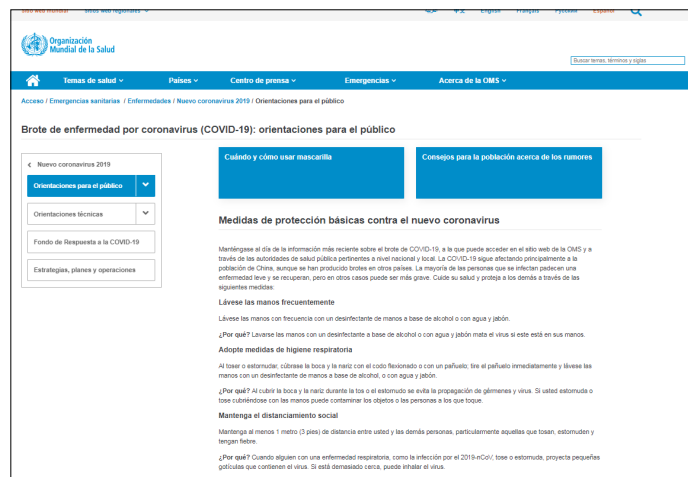 Sitio web mundial Sitios web regionales
English Français Русский Español
Organización
Mundial de la Salud
Buscar temas, términos y siglas
Temas de salud Países Centro de prensa Emergencias Acerca de la OMS
Acceso / Emergencias sanitarias / Enfermedades / Nuevo coronavirus 2019 / Orientaciones para el público
Brote de enfermedad por coronavirus (COVID-19): orientaciones para el público
Nuevo coronavirus 2019
Orientaciones para el público
Orientaciones técnicas
Fondo de Respuesta a la COVID-19
Estrategias, planes y operaciones
Cuándo y cómo usar mascarilla
Consejos para la población acerca de los rumores
Medidas de protección básicas contra el nuevo coronavirus
Manténgase al día de la información más reciente sobre el brote de COVID-19, a la que puede acceder en el sitio web de la OMS y a
través de las autoridades de salud pública pertinentes a nivel nacional y local. La COVID-19 sigue afectando principalmente a la
población de China, aunque se han producido brotes en otros países. La mayoría de las personas que se infectan padecen una
enfermedad leve y se recuperan, pero en otros casos puede ser más grave. Cuide su salud y proteja a los demás a través de las
siguientes medidas:
Lávese las manos frecuentemente
Lávese las manos con frecuencia con un desinfectante de manos a base de alcohol o con agua y jabón.
¿Por qué? Lavarse las manos con un desinfectante a base de alcohol o con agua y jabón mata el virus si este está en sus manos.
Adopte medidas de higiene respiratoria
Al toser o estornudar, cúbrase la boca y la nariz con el codo flexionado o con un pañuelo; tire el pañuelo inmediatamente y lávese las
manos con un desinfectante de manos a base de alcohol, o con agua y jabón.
¿Por qué? Al cubrir la boca y la nariz durante la tos o el estornudo se evita la propagación de gérmenes y virus. Si usted estornuda o
tose cubriéndose con las manos puede contaminar los objetos o las personas a los que toque.
Mantenga el distanciamiento social
Mantenga al menos 1 metro (3 pies) de distancia entre usted y las demás personas, particularmente aquellas que tosan, estornuden y
tengan fiebre.
¿Por qué? Cuando alguien con una enfermedad respiratoria, como la infección por el 2019-nCoV, tose o estornuda, proyecta pequeñas
gotículas que contienen el virus. Si está demasiado cerca, puede inhalar el virus.